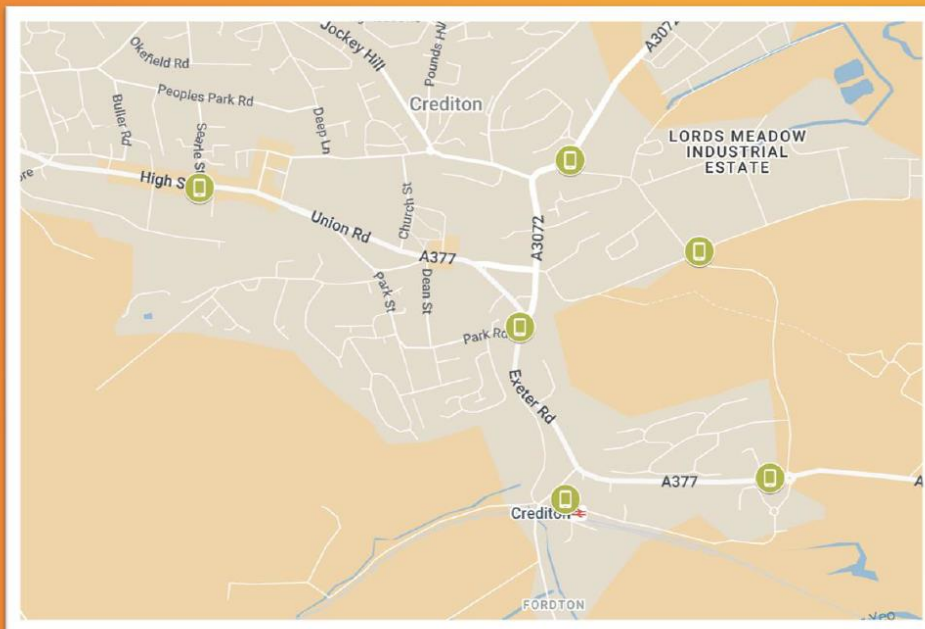 Jockey Hill
Pounds Hill
A3072
Okefield Rd
Peoples Park Rd
Crediton
Buller Rd
Searle St
Deep Ln
LORDS MEADOW
INDUSTRIAL
ESTATE
High S
Church St
Union Rd
A3072
A377
Park St
Dean St
Park Rd
Exeter Rd
A377
A
Crediton
FORDTON
Yeo